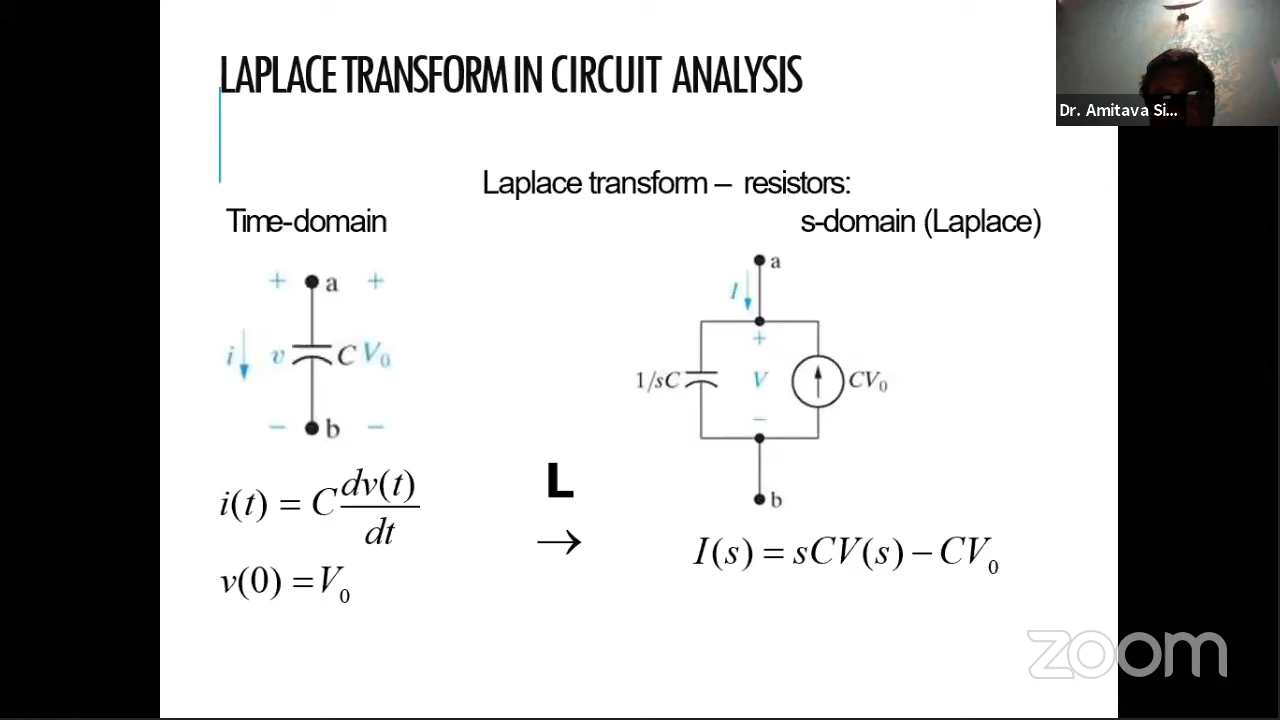 LAPLACE TRANSFORM IN CIRCUIT ANALYSIS
Dr. Amitava Si...
Laplace transform – resistors:
Time-domain
s-domain (Laplace)
+ a +
i v C V₀
− b −
a
I
+
1/sC V CV₀
−
b
i(t) = C dv(t)/dt
v(0) = V₀
L
→
I(s) = sCV(s) − CV₀
zoom